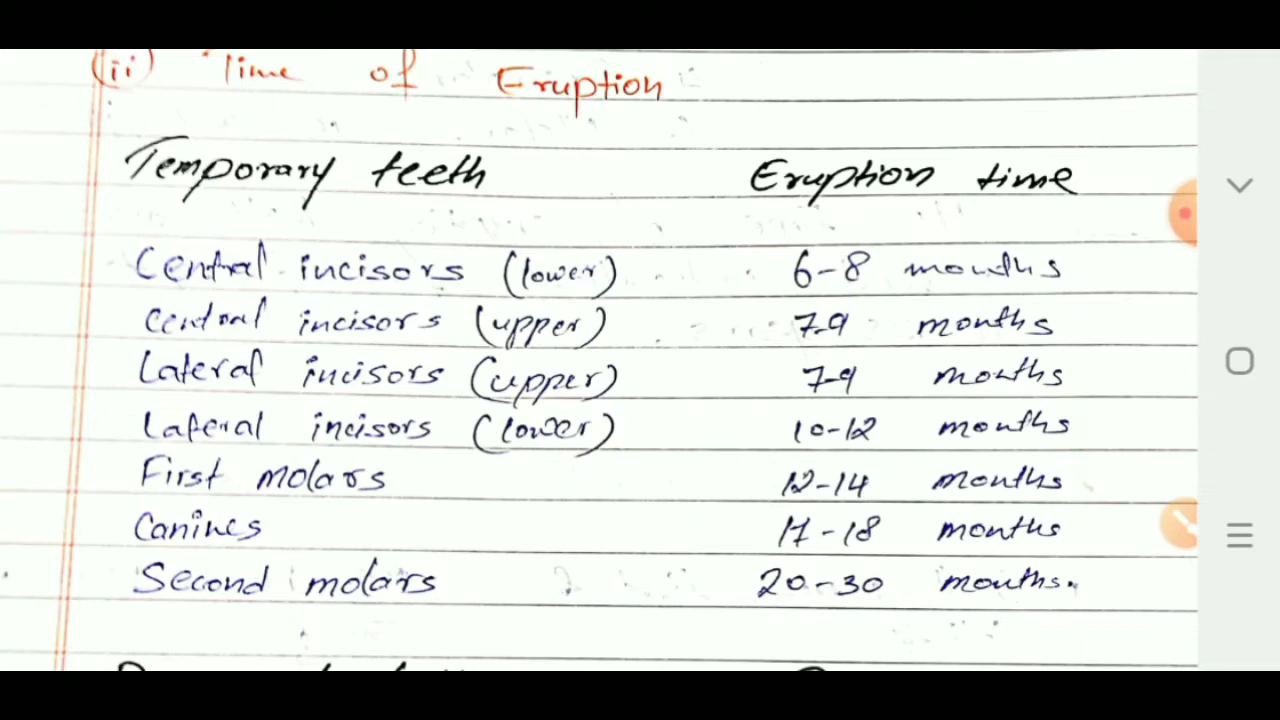 (ii) Time of Eruption
Temporary teeth Eruption time
Central incisors (lower) 6-8 months
Central incisors (upper) 7-9 months
Lateral incisors (upper) 7-9 months
Lateral incisors (lower) 10-12 months
First molars 12-14 months
Canines 17-18 months
Second molars 20-30 months.